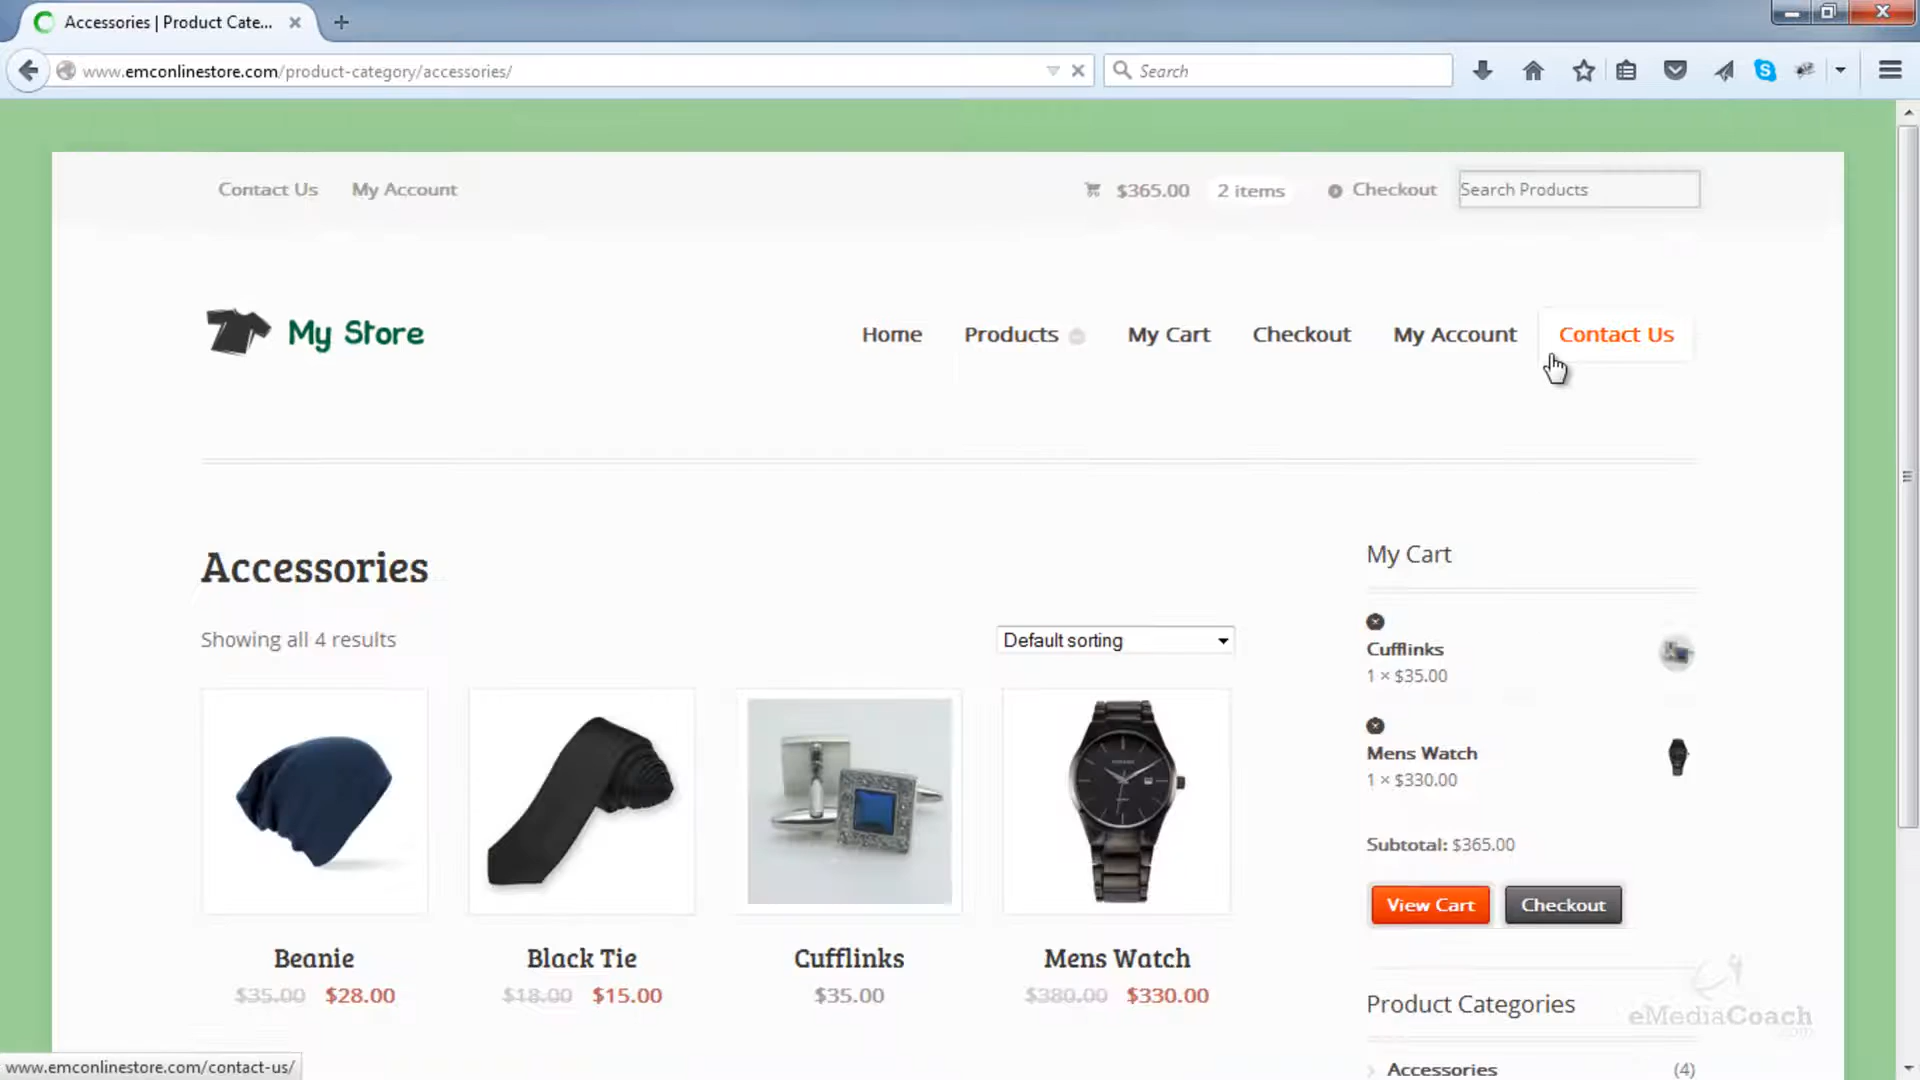 Accessories | Product Cate...
www.emconlinestore.com/product-category/accessories/
Search
Contact Us
My Account
$365.00
2 items
Checkout
Search Products
My Store
Home
Products
My Cart
Checkout
My Account
Contact Us
Accessories
Showing all 4 results
Default sorting
Beanie
$35.00 $28.00
Black Tie
$18.00 $15.00
Cufflinks
$35.00
Mens Watch
$380.00 $330.00
My Cart
Cufflinks
1 × $35.00
Mens Watch
1 × $330.00
Subtotal: $365.00
View Cart
Checkout
Product Categories
Accessories (4)
eMediaCoach
.com
www.emconlinestore.com/contact-us/